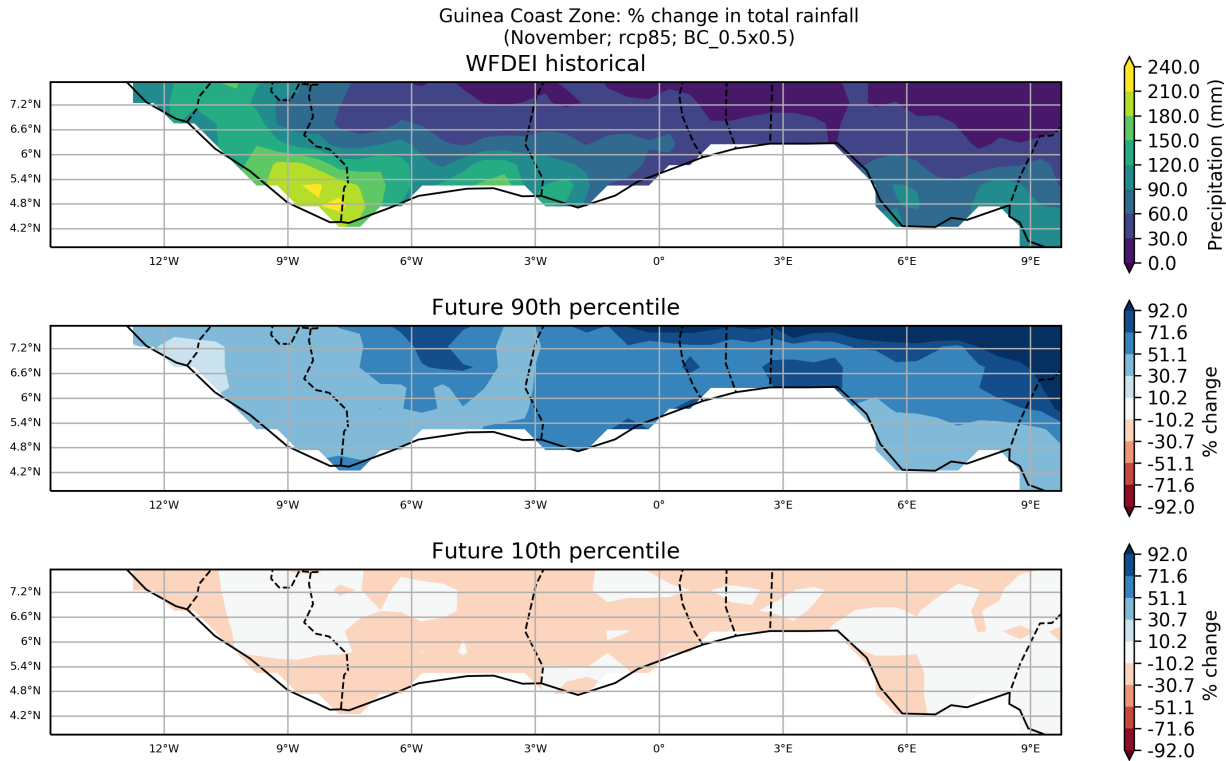 Guinea Coast Zone: % change in total rainfall
(November; rcp85; BC_0.5x0.5)
WFDEI historical
7.2°N
6.6°N
6°N
5.4°N
4.8°N
4.2°N
12°W 9°W 6°W 3°W 0° 3°E 6°E 9°E
240.0
210.0
180.0
150.0
120.0
90.0
60.0
30.0
0.0
Precipitation (mm)
Future 90th percentile
7.2°N
6.6°N
6°N
5.4°N
4.8°N
4.2°N
12°W 9°W 6°W 3°W 0° 3°E 6°E 9°E
92.0
71.6
51.1
30.7
10.2
-10.2
-30.7
-51.1
-71.6
-92.0
% change
Future 10th percentile
7.2°N
6.6°N
6°N
5.4°N
4.8°N
4.2°N
12°W 9°W 6°W 3°W 0° 3°E 6°E 9°E
92.0
71.6
51.1
30.7
10.2
-10.2
-30.7
-51.1
-71.6
-92.0
% change